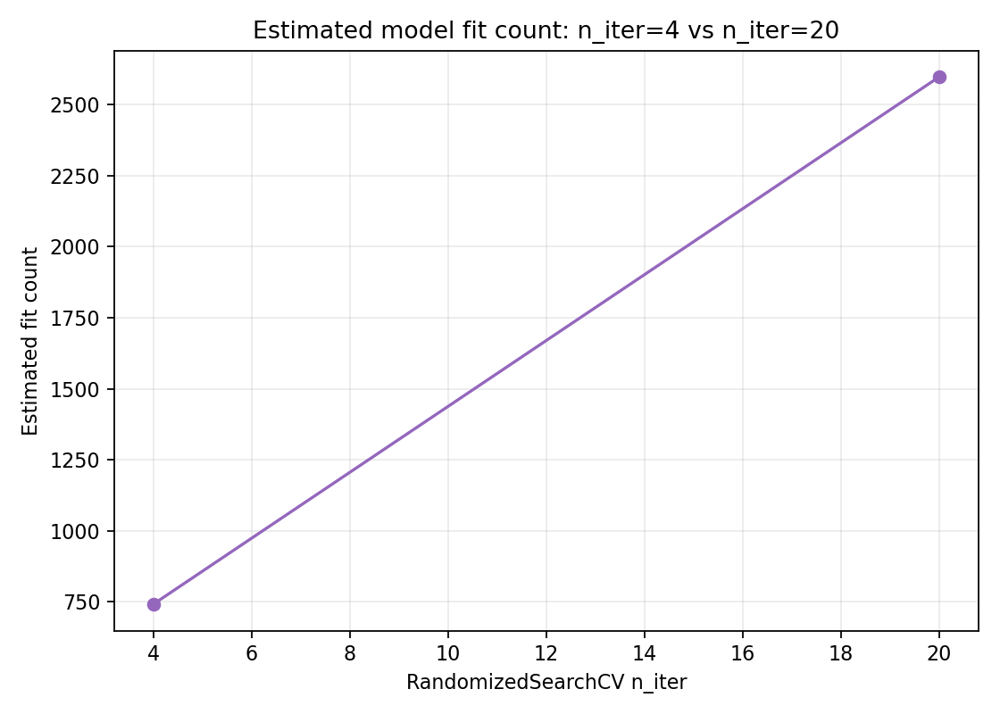 Estimated model fit count: n_iter=4 vs n_iter=20
Estimated fit count
2500
2250
2000
1750
1500
1250
1000
750
4 6 8 10 12 14 16 18 20
RandomizedSearchCV n_iter